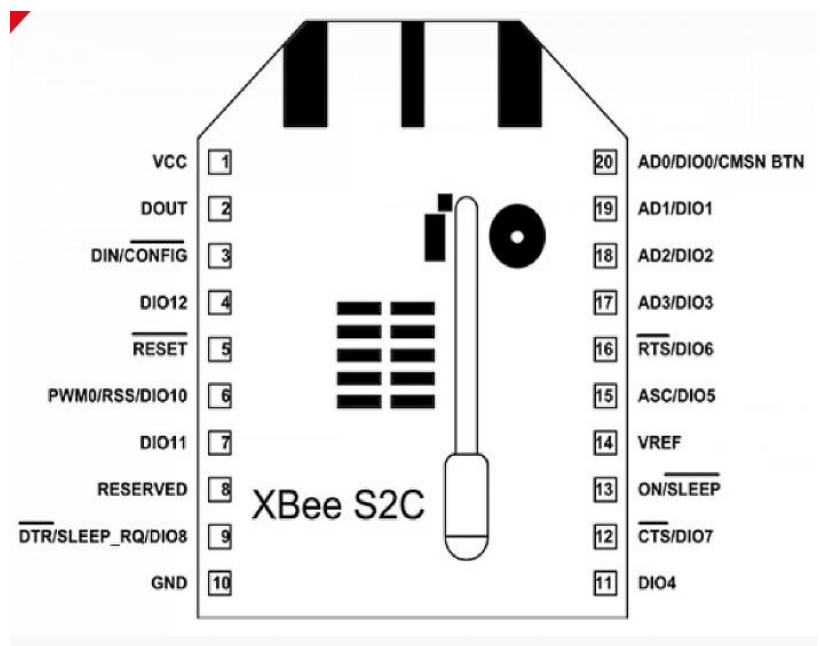 VCC 1
DOUT 2
DIN/CONFIG 3
DIO12 4
RESET 5
PWM0/RSS/DIO10 6
DIO11 7
RESERVED 8
DTR/SLEEP_RQ/DIO8 9
GND 10
XBee S2C
20 AD0/DIO0/CMSN BTN
19 AD1/DIO1
18 AD2/DIO2
17 AD3/DIO3
16 RTS/DIO6
15 ASC/DIO5
14 VREF
13 ON/SLEEP
12 CTS/DIO7
11 DIO4